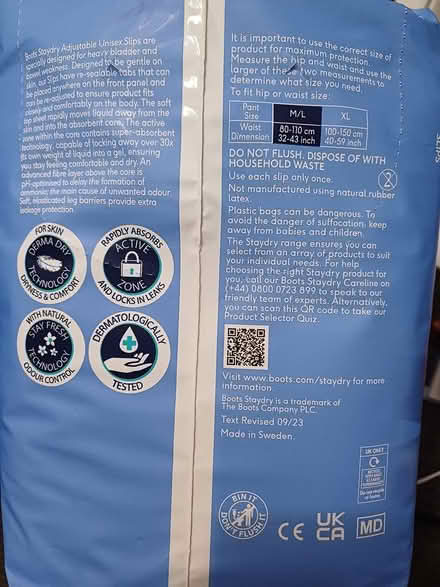 Boots Staydry Adjustable Unisex Slips are
specially designed for heavy bladder and
bowel weakness. Designed to be gentle on
skin, our Slips have re-sealable tabs that can
be placed anywhere on the front panel and
can be re-adjusted to ensure product fits
closely and comfortably on the body. The soft
top sheet rapidly moves liquid away from the
skin and into the absorbent core. The active
zone within the core contains super-absorbent
technology, capable of locking away over 30x
its own weight of liquid into a gel, ensuring
you stay feeling comfortable and dry. An
advanced fibre layer above the core is
pH-optimised to delay the formation of
ammonia; the main cause of unwanted odour.
Soft, elasticated leg barriers provide extra
leakage protection.
FOR SKIN
DERMA DRY
TECHNOLOGY
DRYNESS & COMFORT
RAPIDLY ABSORBS
ACTIVE
ZONE
AND LOCKS IN LEAKS
WITH NATURAL
STAY FRESH
TECHNOLOGY
ODOUR CONTROL
DERMATOLOGICALLY
TESTED
It is important to use the correct size of
product for maximum protection.
Measure the hip and waist and use the
larger of the two measurements to
determine what size you need.
To fit hip or waist size:
Pant Size M/L XL
Waist Dimension 80-110 cm 100-150 cm
32-43 inch 40-59 inch
DO NOT FLUSH. DISPOSE OF WITH
HOUSEHOLD WASTE
Use each slip only once.
2
Not manufactured using natural rubber
latex.
Plastic bags can be dangerous. To
avoid the danger of suffocation, keep
away from babies and children.
The Staydry range ensures you can
select from an array of products to suit
your individual needs. For help
choosing the right Staydry product for
you, call our Boots Staydry Careline on
(+44) 0800 0723 899 to speak to our
friendly team of experts. Alternatively,
you can scan this QR code to take our
Product Selector Quiz.
Visit www.boots.com/staydry for more
information.
Boots Staydry is a trademark of
The Boots Company PLC.
Text Revised 09/23
Made in Sweden.
UK ONLY
RECYCLE
WITH BAGS
AT LARGE
SUPERMARKET
Do not recycle
at home
BIN IT
DON'T FLUSH IT
CE
UK
CA
MD